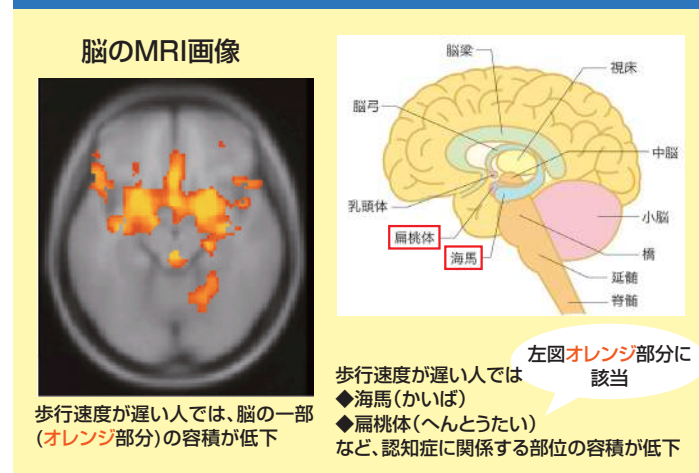 脳のMRI画像
歩行速度が遅い人では、脳の一部
(オレンジ部分)の容積が低下
脳梁
視床
脳弓
中脳
乳頭体
小脳
扁桃体
橋
海馬
延髄
脊髄
左図オレンジ部分に
該当
歩行速度が遅い人では
◆海馬(かいば)
◆扁桃体(へんとうたい)
など、認知症に関係する部位の容積が低下